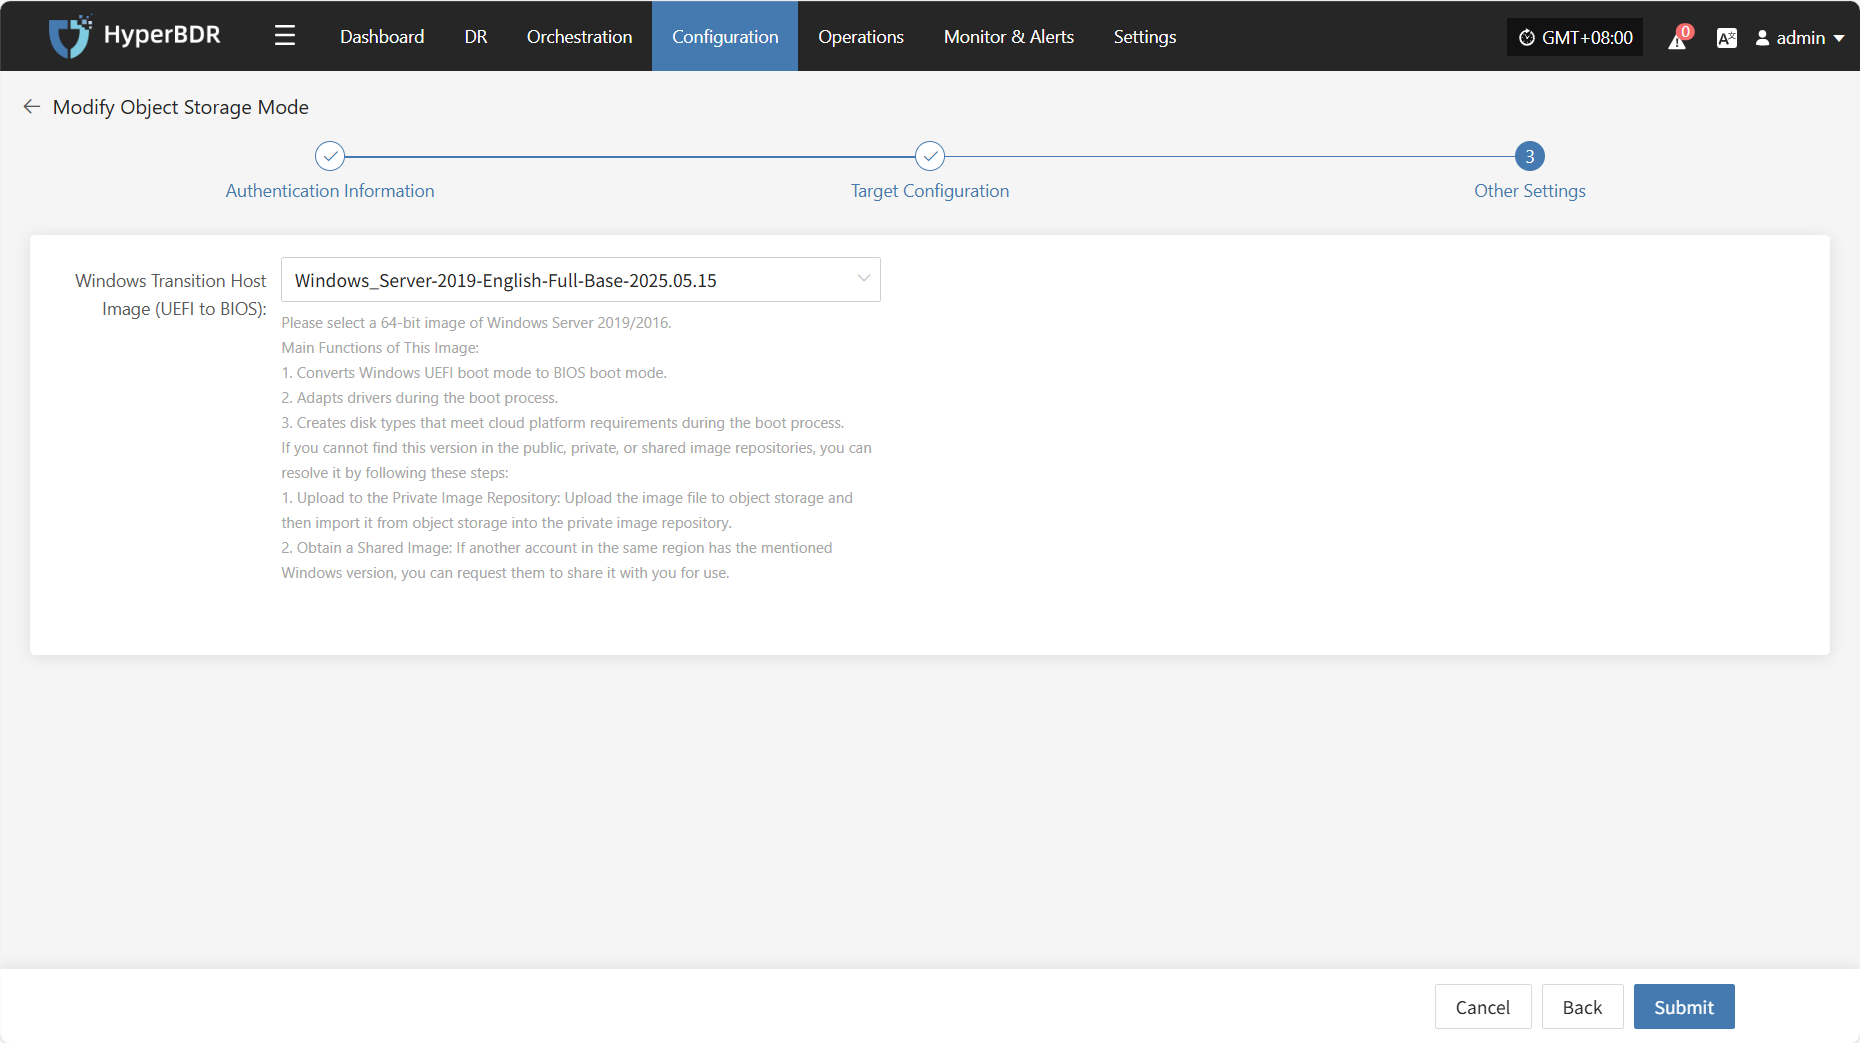 HyperBDR
Dashboard
DR
Orchestration
Configuration
Operations
Monitor & Alerts
Settings
GMT+08:00
0
admin
Modify Object Storage Mode
3
Authentication Information
Target Configuration
Other Settings
Windows Transition Host
Image (UEFI to BIOS):
Windows_Server-2019-English-Full-Base-2025.05.15
Please select a 64-bit image of Windows Server 2019/2016.
Main Functions of This Image:
1. Converts Windows UEFI boot mode to BIOS boot mode.
2. Adapts drivers during the boot process.
3. Creates disk types that meet cloud platform requirements during the boot process.
If you cannot find this version in the public, private, or shared image repositories, you can
resolve it by following these steps:
1. Upload to the Private Image Repository: Upload the image file to object storage and
then import it from object storage into the private image repository.
2. Obtain a Shared Image: If another account in the same region has the mentioned
Windows version, you can request them to share it with you for use.
Cancel
Back
Submit